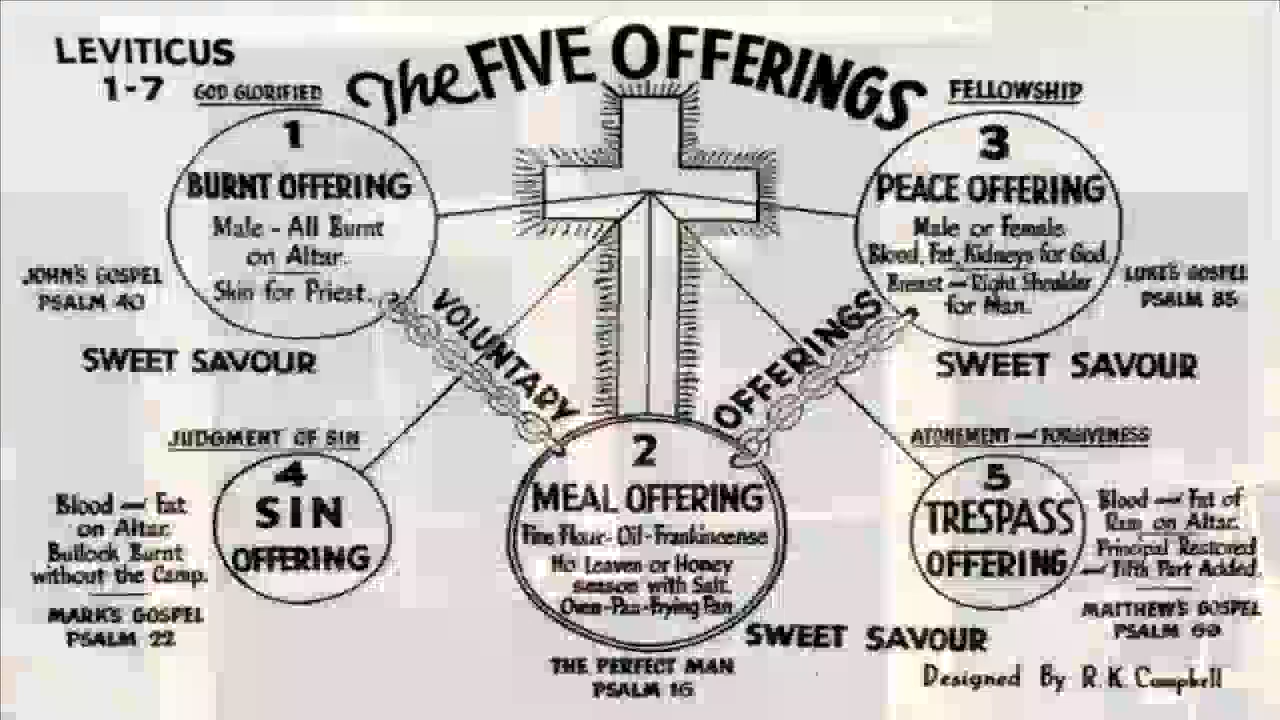 LEVITICUS
1-7
The FIVE OFFERINGS
GOD GLORIFIED
1
BURNT OFFERING
Male - All Burnt
on Altar.
Skin for Priest.
JOHN'S GOSPEL
PSALM 40
SWEET SAVOUR
VOLUNTARY
OFFERINGS
FELLOWSHIP
3
PEACE OFFERING
Male or Female.
Blood, Fat, Kidneys for God.
Breast — Right Shoulder
for Man.
LUKE'S GOSPEL
PSALM 85
SWEET SAVOUR
JUDGMENT OF SIN
4
SIN
OFFERING
Blood — Fat
on Altar.
Bullock Burnt
without the Camp.
MARK'S GOSPEL
PSALM 22
2
MEAL OFFERING
Fine Flour-Oil-Frankincense
No Leaven or Honey
season with Salt.
Oven-Pan-Frying Pan
SWEET SAVOUR
THE PERFECT MAN
PSALM 16
ATONEMENT — FORGIVENESS
5
TRESPASS
OFFERING
Blood — Fat of
Ram on Altar.
Principal Restored
— Fifth Part Added.
MATTHEW'S GOSPEL
PSALM 69
Designed By R.K. Campbell